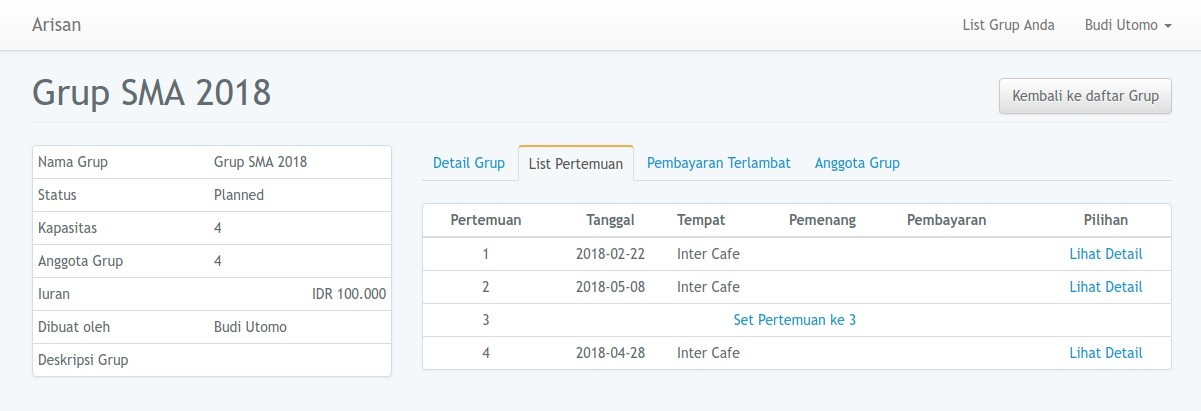 Arisan List Grup Anda Budi Utomo
Grup SMA 2018
Kembali ke daftar Grup
Nama Grup Grup SMA 2018
Status Planned
Kapasitas 4
Anggota Grup 4
Iuran IDR 100.000
Dibuat oleh Budi Utomo
Deskripsi Grup
Detail Grup List Pertemuan Pembayaran Terlambat Anggota Grup
Pertemuan Tanggal Tempat Pemenang Pembayaran Pilihan
1 2018-02-22 Inter Cafe Lihat Detail
2 2018-05-08 Inter Cafe Lihat Detail
3 Set Pertemuan ke 3
4 2018-04-28 Inter Cafe Lihat Detail